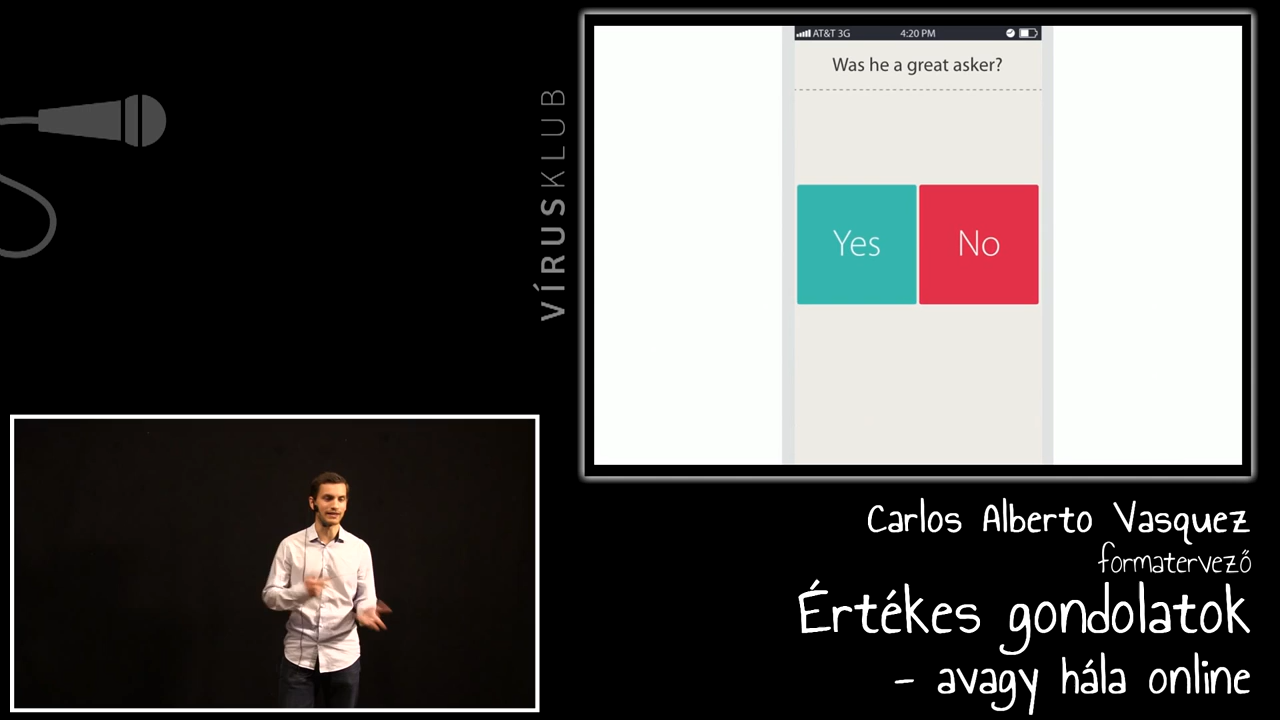 VÍRUSKLUB
AT&T 3G 4:20 PM
Was he a great asker?
Yes No
Carlos Alberto Vasquez
formatervező
Értékes gondolatok
- avagy hála online